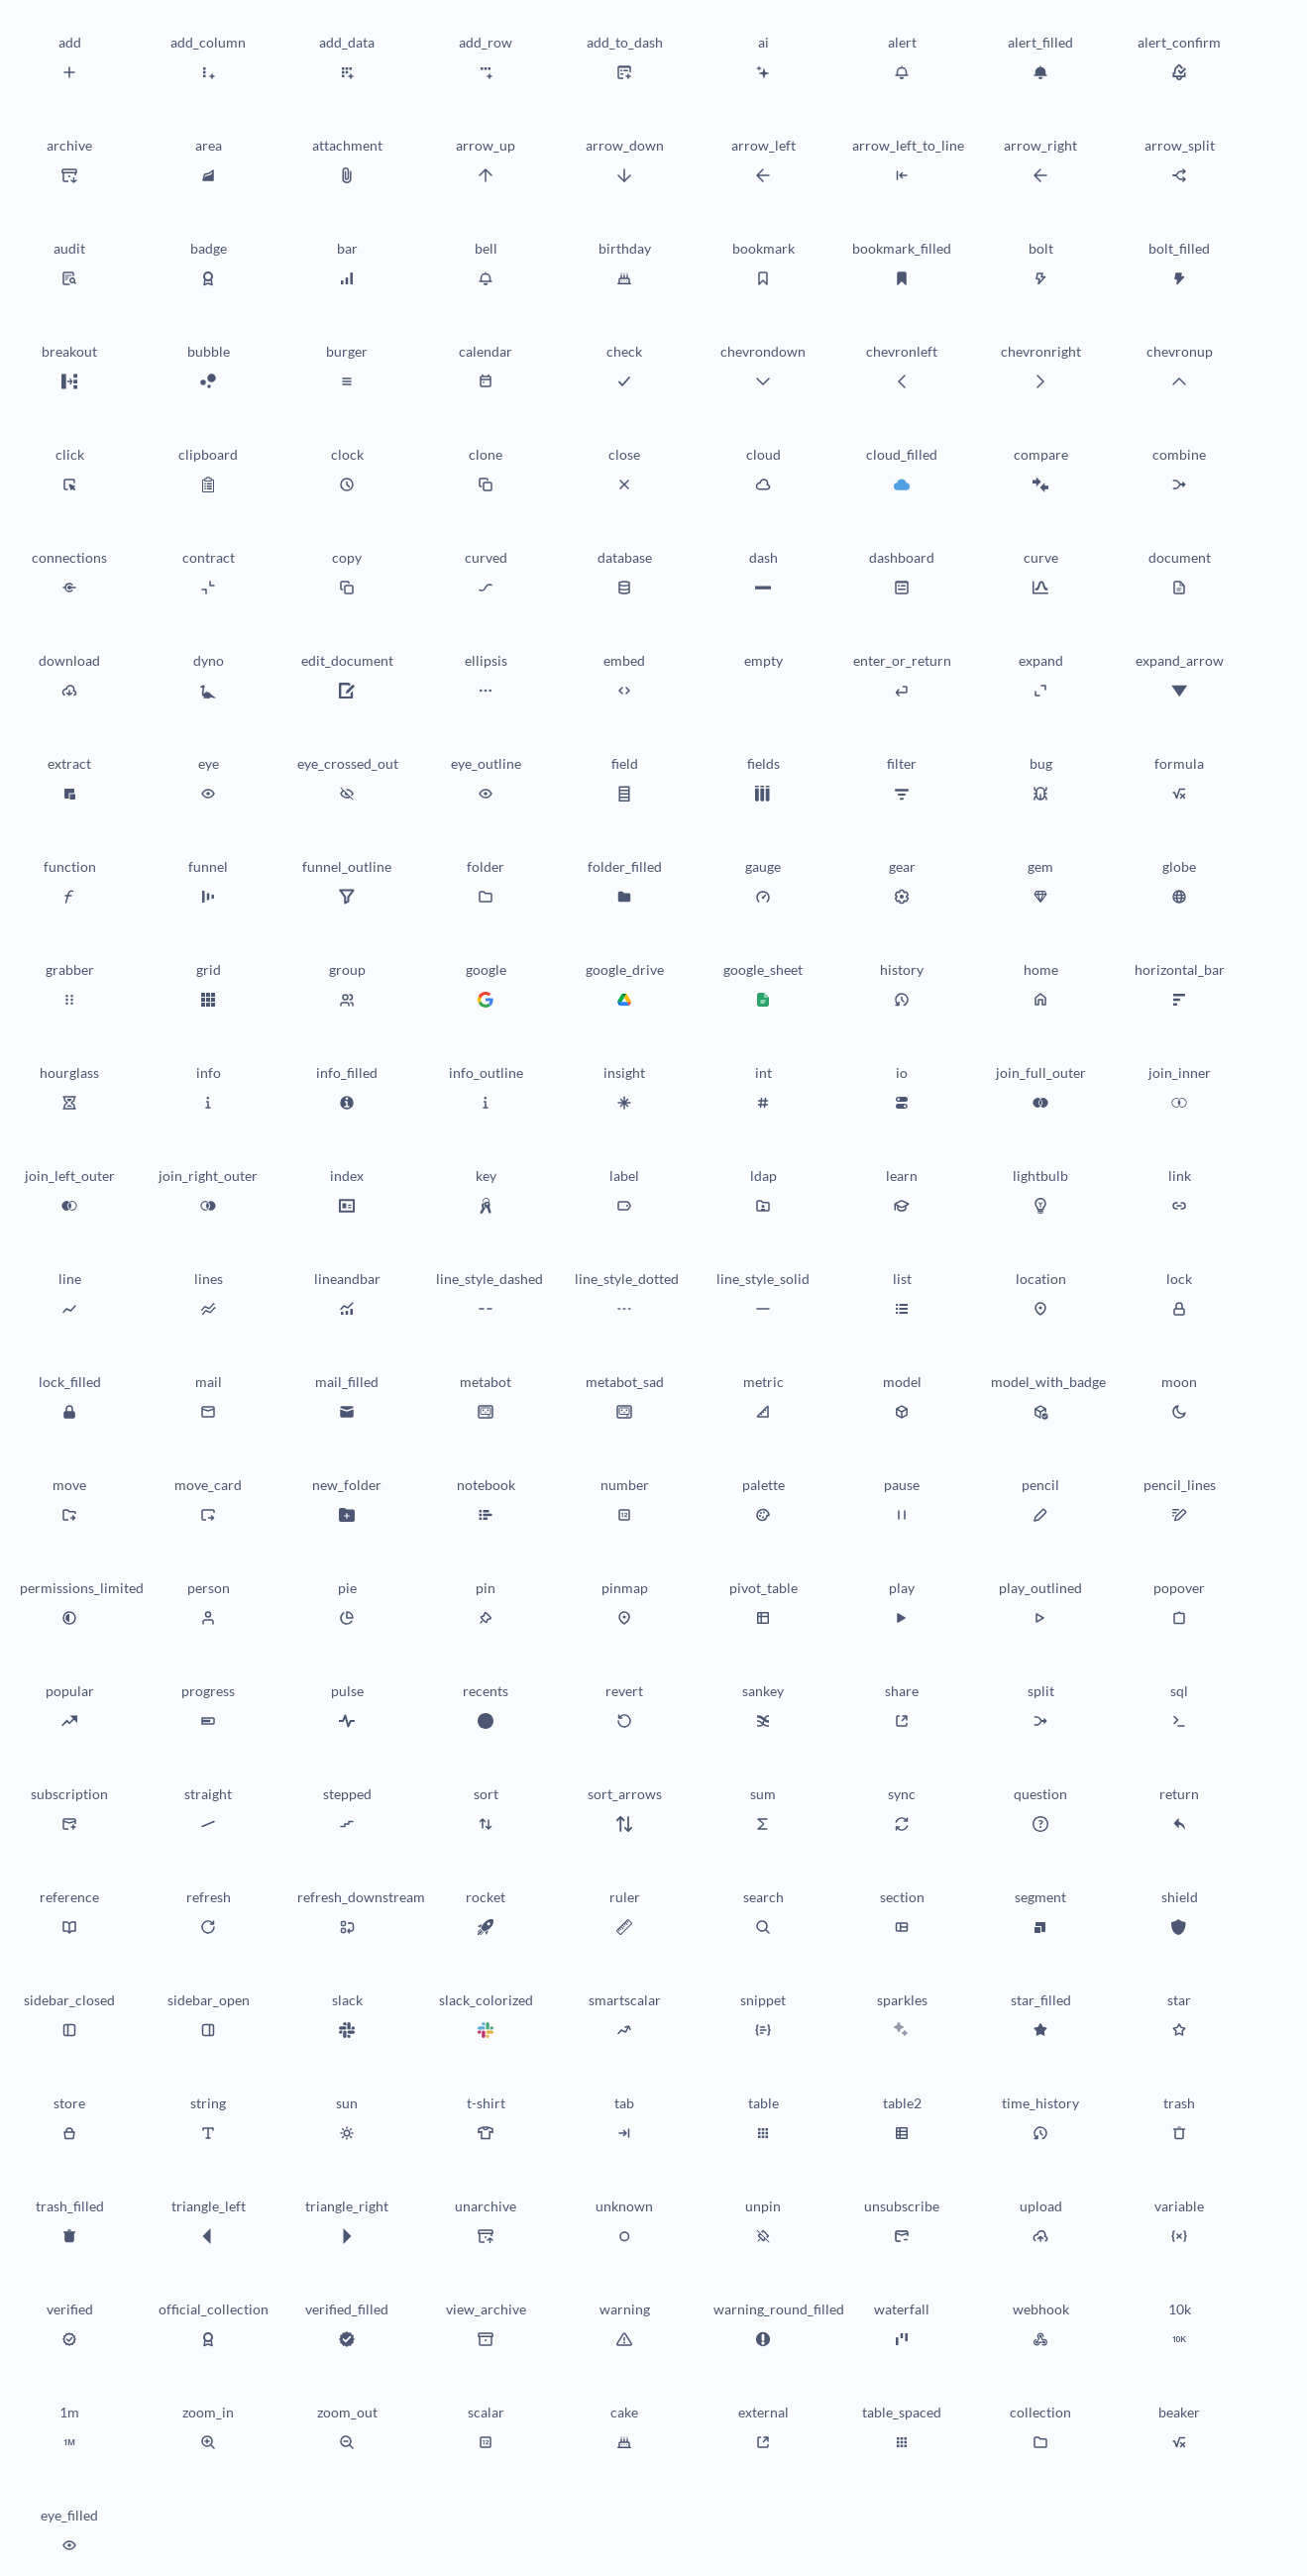 add add_column add_data add_row add_to_dash ai alert alert_filled alert_confirm
archive area attachment arrow_up arrow_down arrow_left arrow_left_to_line arrow_right arrow_split
audit badge bar bell birthday bookmark bookmark_filled bolt bolt_filled
breakout bubble burger calendar check chevrondown chevronleft chevronright chevronup
click clipboard clock clone close cloud cloud_filled compare combine
connections contract copy curved database dash dashboard curve document
download dyno edit_document ellipsis embed empty enter_or_return expand expand_arrow
extract eye eye_crossed_out eye_outline field fields filter bug formula
function funnel funnel_outline folder folder_filled gauge gear gem globe
grabber grid group google google_drive google_sheet history home horizontal_bar
hourglass info info_filled info_outline insight int io join_full_outer join_inner
join_left_outer join_right_outer index key label ldap learn lightbulb link
line lines lineandbar line_style_dashed line_style_dotted line_style_solid list location lock
lock_filled mail mail_filled metabot metabot_sad metric model model_with_badge moon
move move_card new_folder notebook number palette pause pencil pencil_lines
12
permissions_limited person pie pin pinmap pivot_table play play_outlined popover
popular progress pulse recents revert sankey share split sql
subscription straight stepped sort sort_arrows sum sync question return
reference refresh refresh_downstream rocket ruler search section segment shield
sidebar_closed sidebar_open slack slack_colorized smartscalar snippet sparkles star_filled star
store string sun t-shirt tab table table2 time_history trash
trash_filled triangle_left triangle_right unarchive unknown unpin unsubscribe upload variable
verified official_collection verified_filled view_archive warning warning_round_filled waterfall webhook 10k
10K
1m zoom_in zoom_out scalar cake external table_spaced collection beaker
1M 12
eye_filled